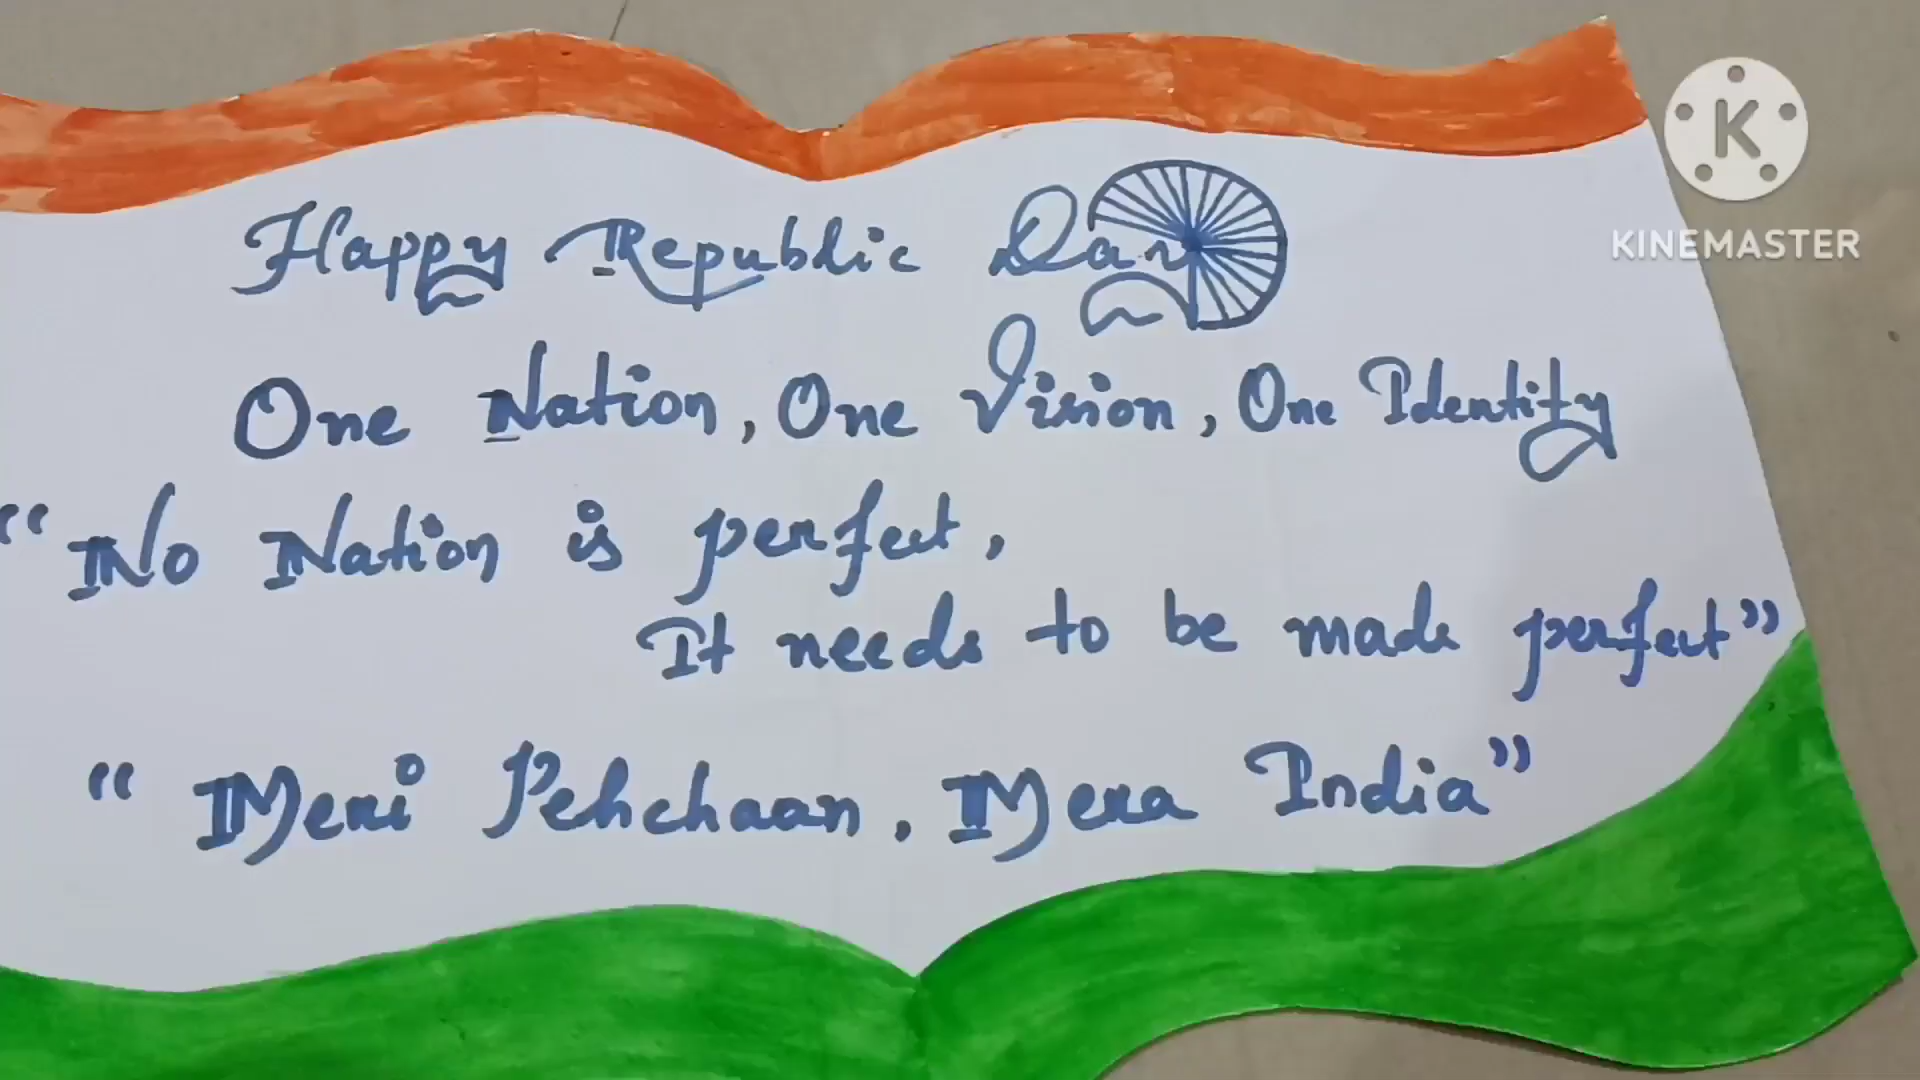 Happy Republic Day
One Nation, One Vision, One Identity
“No Nation is perfect,
It needs to be made perfect”
“Meri Pehchaan, Mera India”
K
KINEMASTER